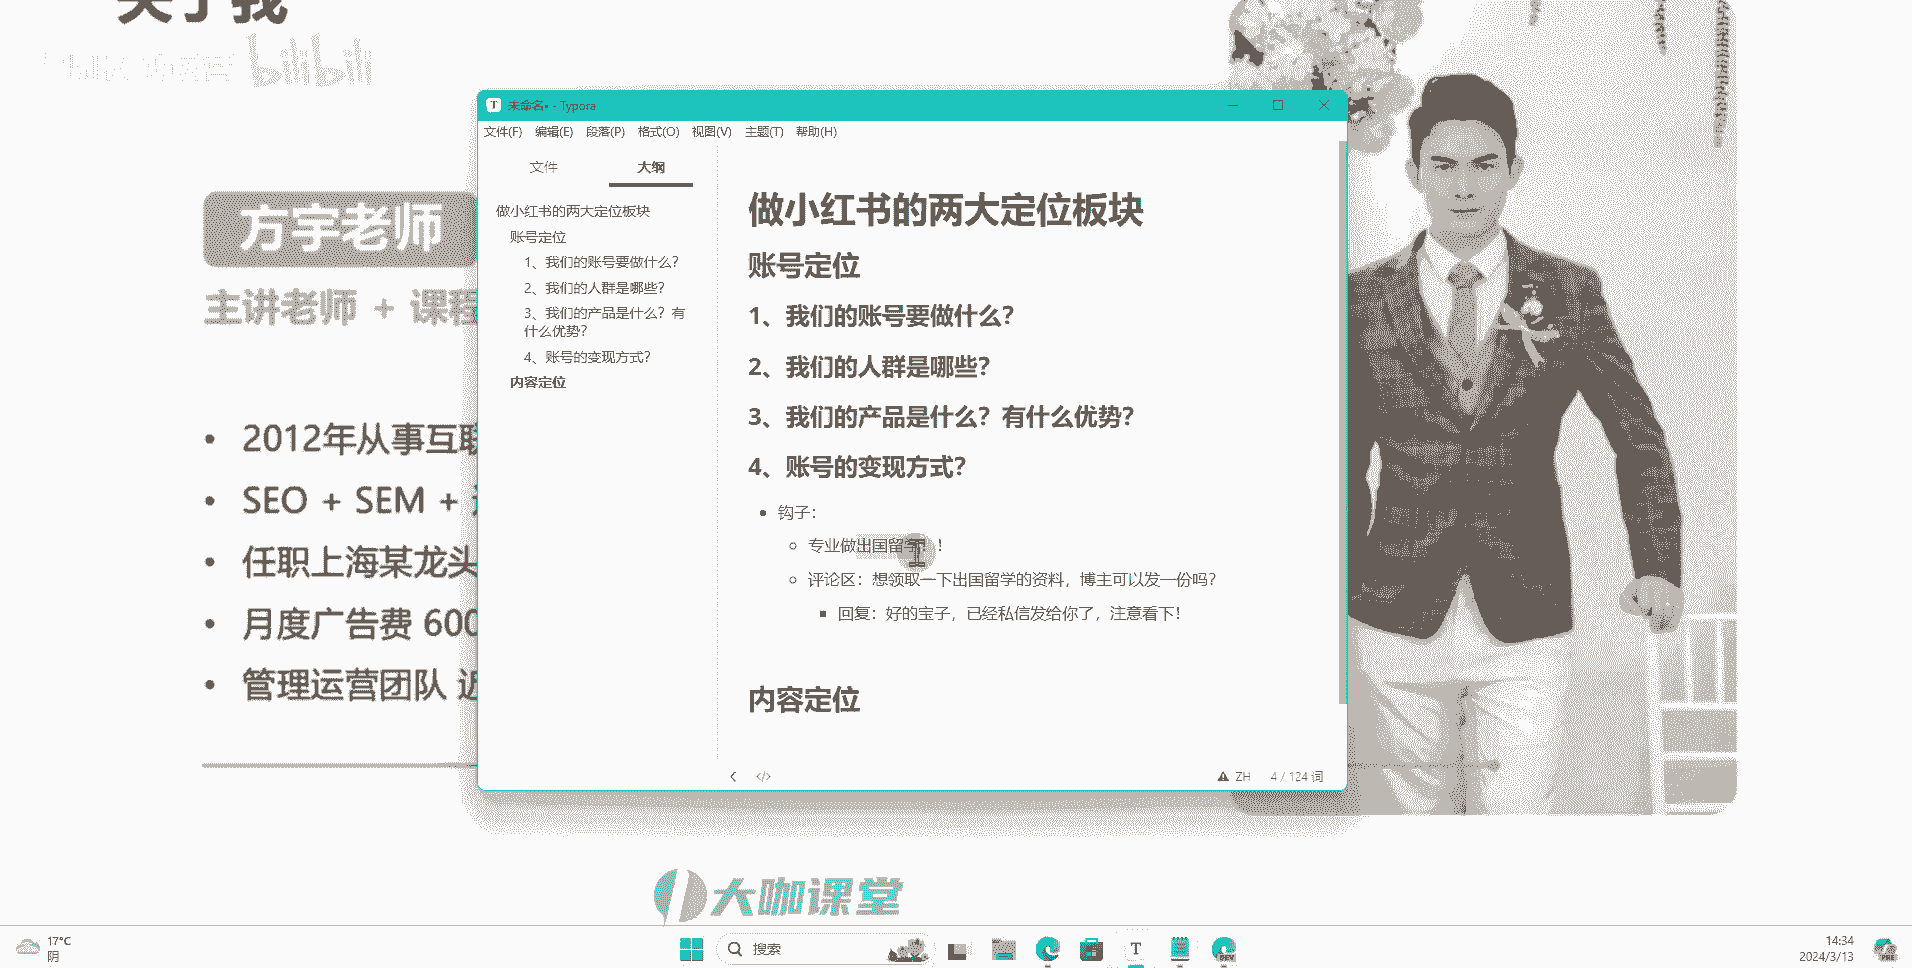 关于我
bilibili
方宇老师
主讲老师 + 课程
• 2012年从事互联
• SEO + SEM +
• 任职上海某龙头
• 月度广告费 600
• 管理运营团队 近
未命名• - Typora
文件(F) 编辑(E) 段落(P) 格式(O) 视图(V) 主题(T) 帮助(H)
文件 大纲
做小红书的两大定位板块
账号定位
1、我们的账号要做什么?
2、我们的人群是哪些?
3、我们的产品是什么? 有
什么优势?
4、账号的变现方式?
内容定位
做小红书的两大定位板块
账号定位
1、我们的账号要做什么?
2、我们的人群是哪些?
3、我们的产品是什么? 有什么优势?
4、账号的变现方式?
钩子:
专业做出国留学! !
评论区: 想领取一下出国留学的资料, 博主可以发一份吗?
回复: 好的宝子, 已经私信发给你了, 注意看下!
内容定位
</> ZH 4 / 124 词
大咖课堂
17°C
阴
搜索
T
DEV
14:34
2024/3/13
PRE